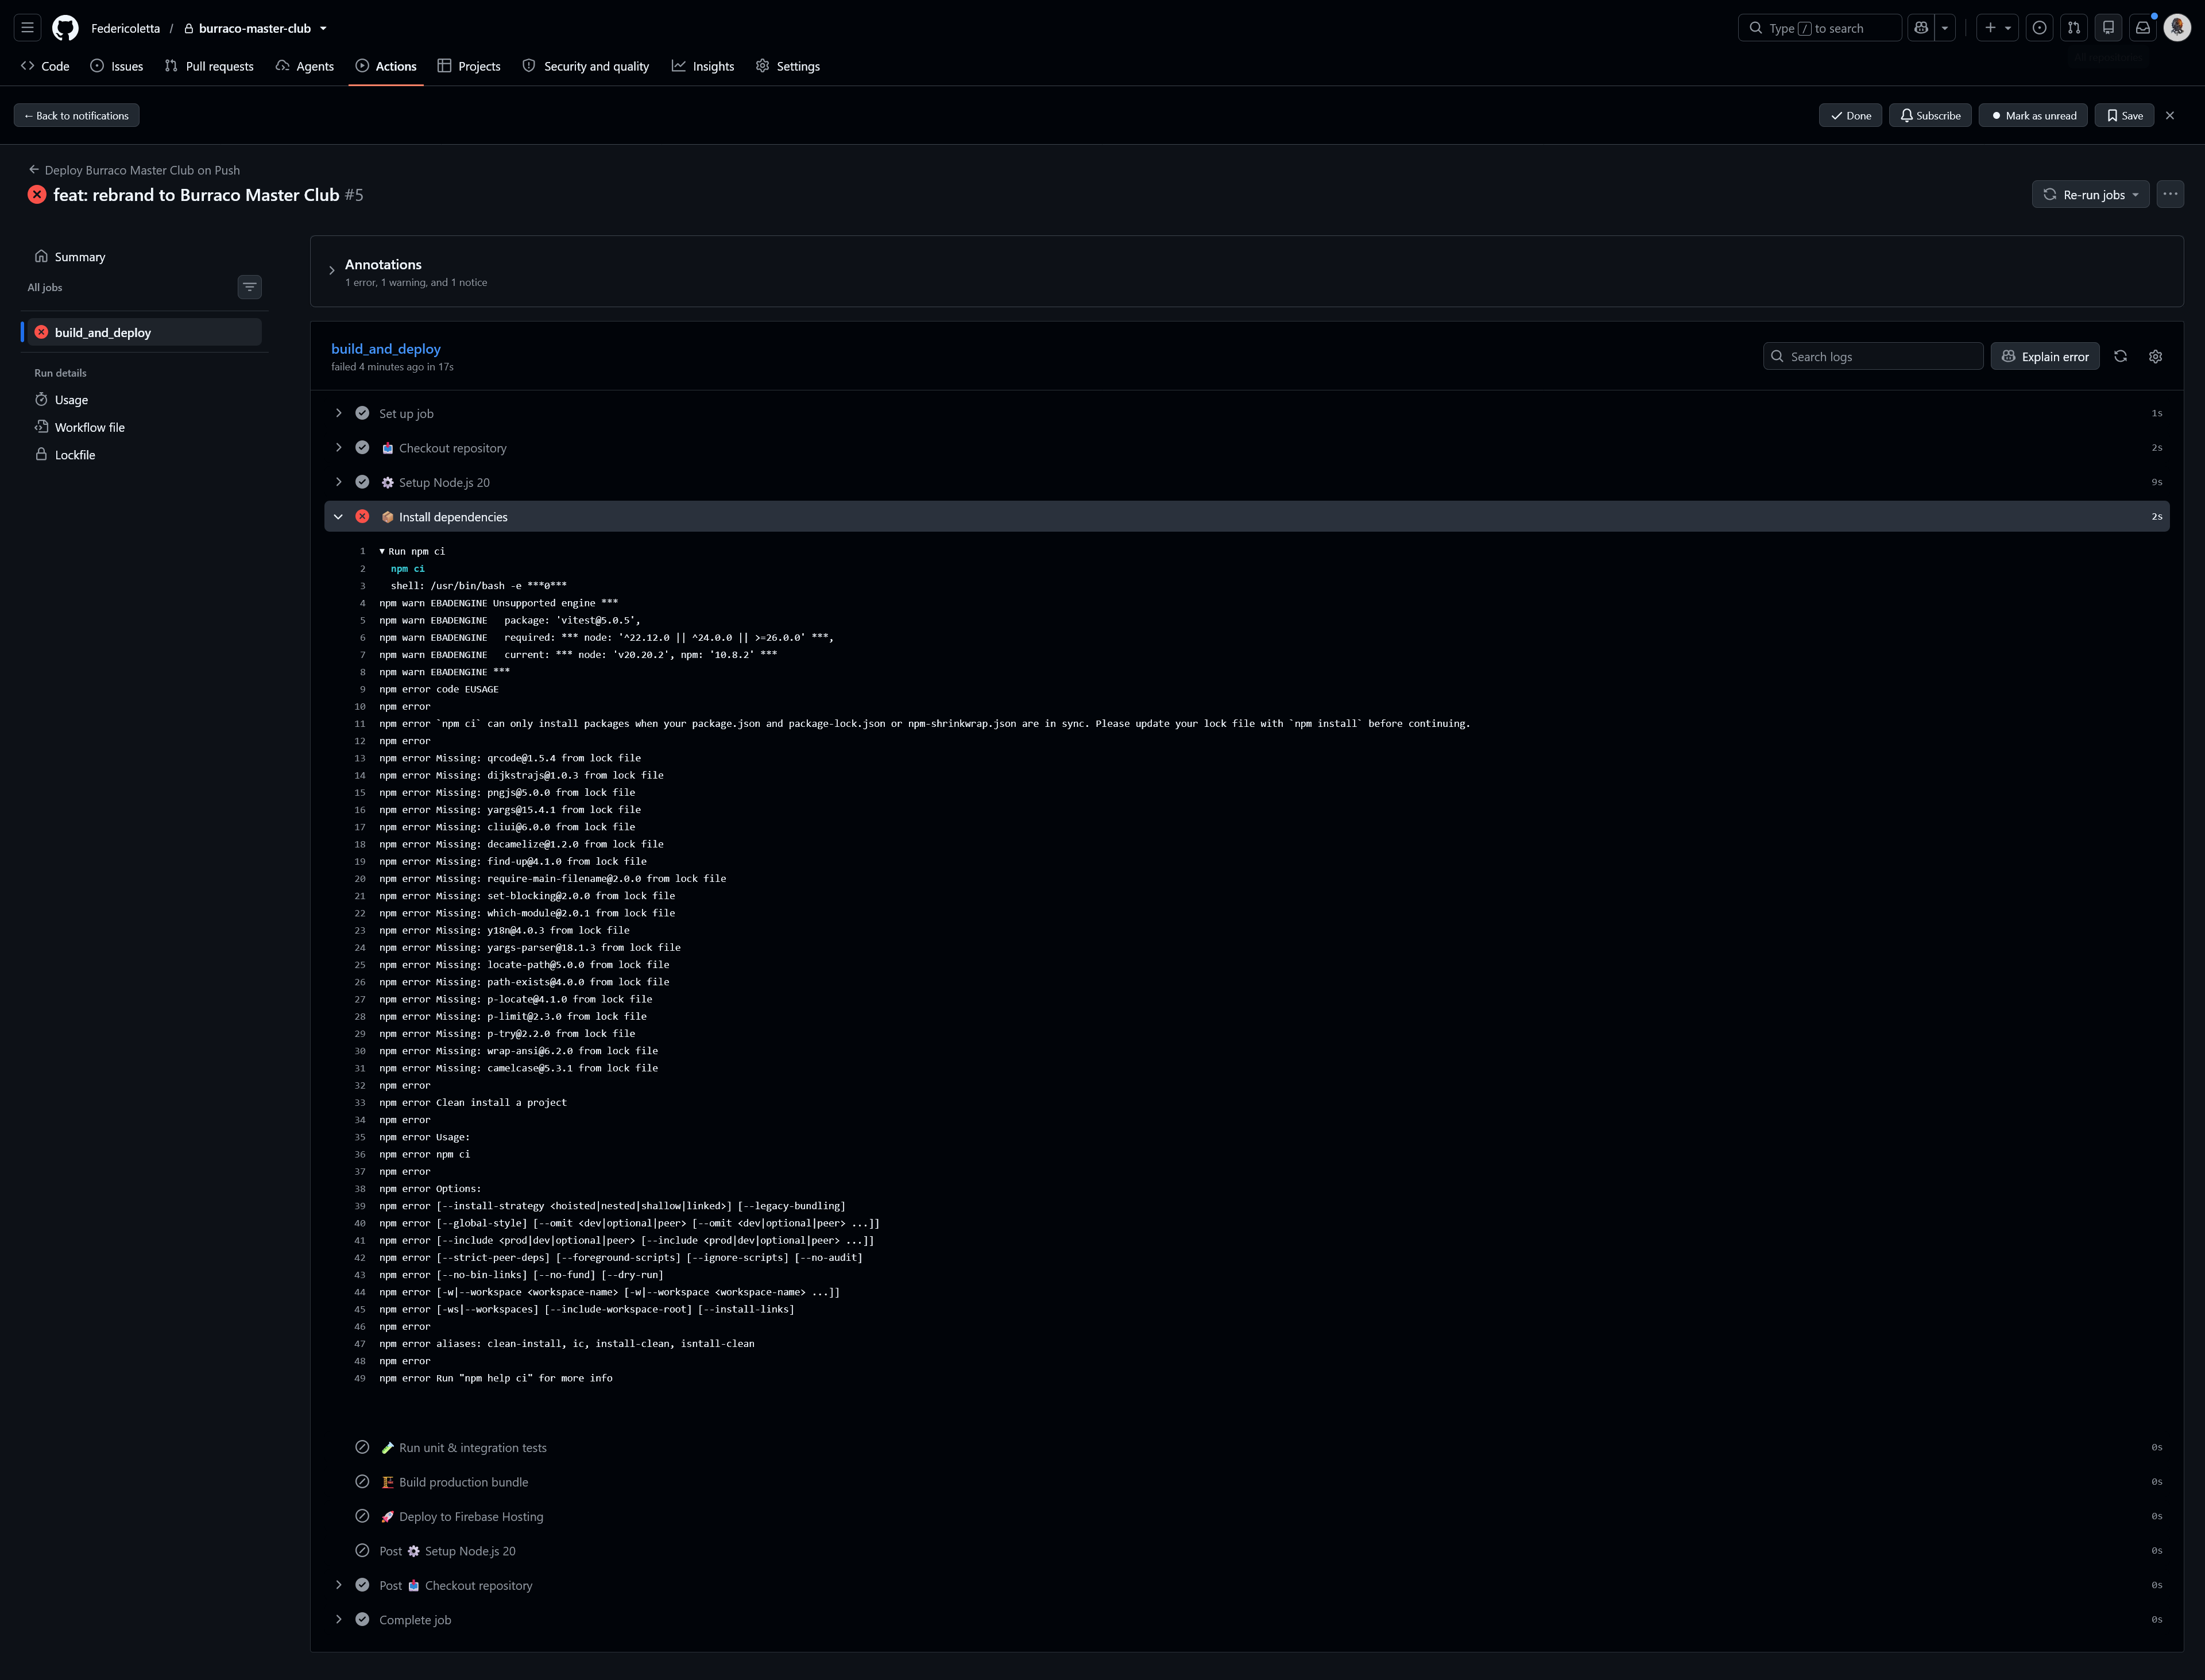 Federicoletta / burraco-master-club
Type / to search
Code Issues Pull requests Agents Actions Projects Security and quality Insights Settings
← Back to notifications
Done Subscribe Mark as unread Save
Deploy Burraco Master Club on Push
feat: rebrand to Burraco Master Club #5
Re-run jobs
Summary
All jobs
build_and_deploy
Run details
Usage
Workflow file
Lockfile
Annotations
1 error, 1 warning, and 1 notice
build_and_deploy
failed 4 minutes ago in 17s
Search logs
Explain error
Set up job 1s
Checkout repository 2s
Setup Node.js 20 9s
Install dependencies 2s
1 ▼ Run npm ci
2 npm ci
3 shell: /usr/bin/bash -e ***0***
4 npm warn EBADENGINE Unsupported engine ***
5 npm warn EBADENGINE   package: 'vitest@5.0.5',
6 npm warn EBADENGINE   required: *** node: '^22.12.0 || ^24.0.0 || >=26.0.0' ***,
7 npm warn EBADENGINE   current: *** node: 'v20.20.2', npm: '10.8.2' ***
8 npm warn EBADENGINE ***
9 npm error code EUSAGE
10 npm error
11 npm error `npm ci` can only install packages when your package.json and package-lock.json or npm-shrinkwrap.json are in sync. Please update your lock file with `npm install` before continuing.
12 npm error
13 npm error Missing: qrcode@1.5.4 from lock file
14 npm error Missing: dijkstrajs@1.0.3 from lock file
15 npm error Missing: pngjs@5.0.0 from lock file
16 npm error Missing: yargs@15.4.1 from lock file
17 npm error Missing: cliui@6.0.0 from lock file
18 npm error Missing: decamelize@1.2.0 from lock file
19 npm error Missing: find-up@4.1.0 from lock file
20 npm error Missing: require-main-filename@2.0.0 from lock file
21 npm error Missing: set-blocking@2.0.0 from lock file
22 npm error Missing: which-module@2.0.1 from lock file
23 npm error Missing: y18n@4.0.3 from lock file
24 npm error Missing: yargs-parser@18.1.3 from lock file
25 npm error Missing: locate-path@5.0.0 from lock file
26 npm error Missing: path-exists@4.0.0 from lock file
27 npm error Missing: p-locate@4.1.0 from lock file
28 npm error Missing: p-limit@2.3.0 from lock file
29 npm error Missing: p-try@2.2.0 from lock file
30 npm error Missing: wrap-ansi@6.2.0 from lock file
31 npm error Missing: camelcase@5.3.1 from lock file
32 npm error
33 npm error Clean install a project
34 npm error
35 npm error Usage:
36 npm error npm ci
37 npm error
38 npm error Options:
39 npm error [--install-strategy <hoisted|nested|shallow|linked>] [--legacy-bundling]
40 npm error [--global-style] [--omit <dev|optional|peer> [--omit <dev|optional|peer> ...]]
41 npm error [--include <prod|dev|optional|peer> [--include <prod|dev|optional|peer> ...]]
42 npm error [--strict-peer-deps] [--foreground-scripts] [--ignore-scripts] [--no-audit]
43 npm error [--no-bin-links] [--no-fund] [--dry-run]
44 npm error [-w|--workspace <workspace-name> [-w|--workspace <workspace-name> ...]]
45 npm error [-ws|--workspaces] [--include-workspace-root] [--install-links]
46 npm error
47 npm error aliases: clean-install, ic, install-clean, isntall-clean
48 npm error
49 npm error Run "npm help ci" for more info
Run unit & integration tests 0s
Build production bundle 0s
Deploy to Firebase Hosting 0s
Post Setup Node.js 20 0s
Post Checkout repository 0s
Complete job 0s